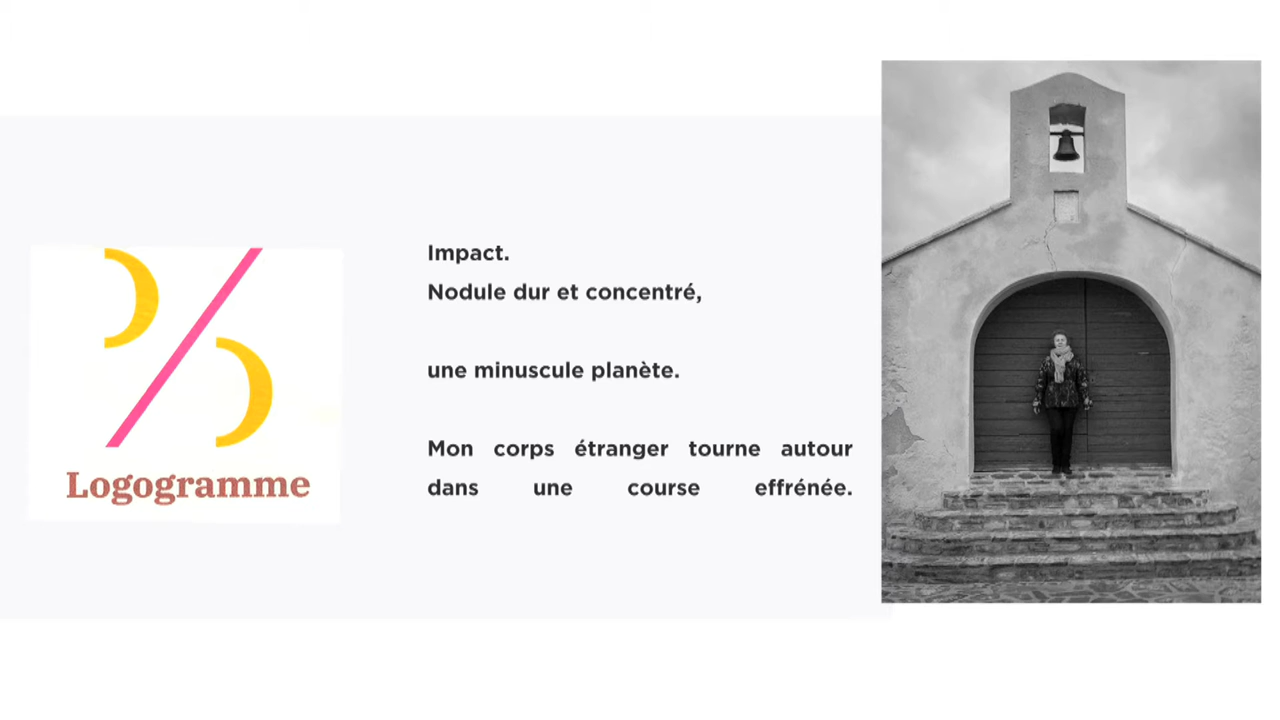 Logogramme
Impact.
Nodule dur et concentré,
une minuscule planète.
Mon corps étranger tourne autour
dans une course effrénée.